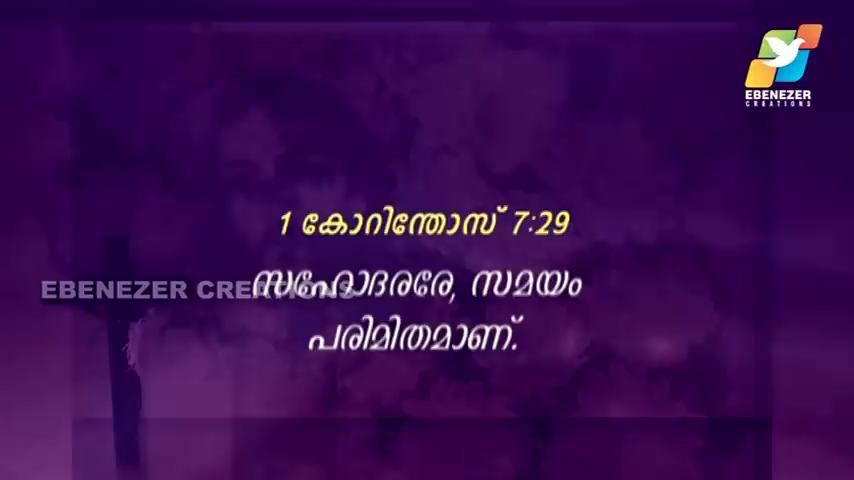 EBENEZER
CREATIONS
1 കോറിന്തോസ് 7:29
സഹോദരരേ, സമയം
പരിമിതമാണ്.
EBENEZER CREATIONS